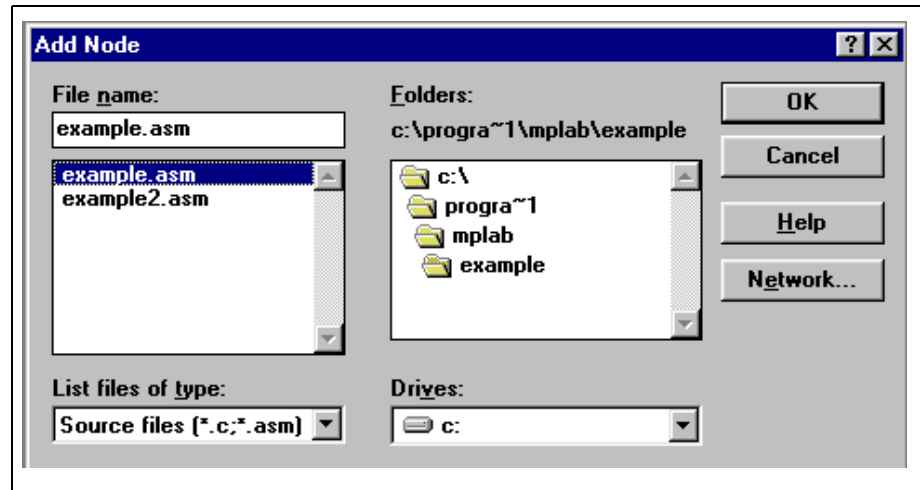 Add Node
File name:
example.asm
example.asm
example2.asm
List files of type:
Source files (*.c;*.asm)
Folders:
c:\progra~1\mplab\example
c:\
progra~1
mplab
example
Drives:
c:
OK
Cancel
Help
Network...